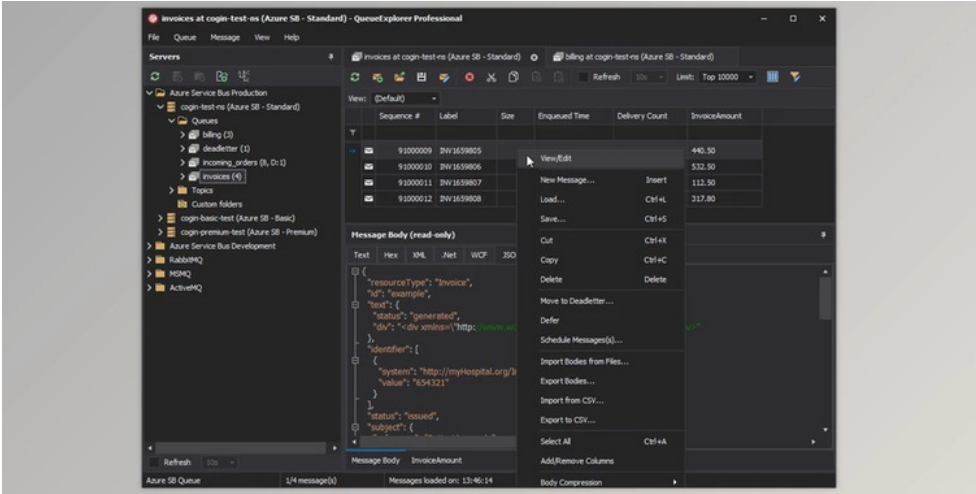 invoices at cogin-test-ns (Azure SB - Standard) - QueueExplorer Professional
File Queue Message View Help
Servers
invoices at cogin-test-ns (Azure SB - Standard) billing at cogin-test-ns (Azure SB - Standard)
Refresh 10s Limit: Top 10000
View: (Default)
Sequence # Label Size Enqueued Time Delivery Count InvoiceAmount
91000009 INV1659805 440.50
91000010 INV1659806 532.50
91000011 INV1659807 112.50
91000012 INV1659808 317.80
Azure Service Bus Production
cogin-test-ns (Azure SB - Standard)
Queues
billing (3)
deadletter (1)
incoming_orders (8, D:1)
invoices (4)
Topics
Custom folders
cogin-basic-test (Azure SB - Basic)
cogin-premium-test (Azure SB - Premium)
Azure Service Bus Development
RabbitMQ
MSMQ
ActiveMQ
View/Edit
New Message... Insert
Load... Ctrl+L
Save... Ctrl+S
Cut Ctrl+X
Copy Ctrl+C
Delete Delete
Move to Deadletter...
Defer
Schedule Messages(s)...
Import Bodies from Files...
Export Bodies...
Import from CSV...
Export to CSV...
Select All Ctrl+A
Add/Remove Columns
Body Compression
Message Body (read-only)
Text Hex XML .Net WCF JSO
{
"resourceType": "Invoice",
"id": "example",
"text": {
"status": "generated",
"div": "<div xmlns=\"http:
},
"identifier": [
{
"system": "http://myHospital.org/
"value": "654321"
}
],
"status": "issued",
"subject": {
Message Body InvoiceAmount
Refresh 10s
Azure SB Queue 1/4 message(s) Messages loaded on: 13:46:14